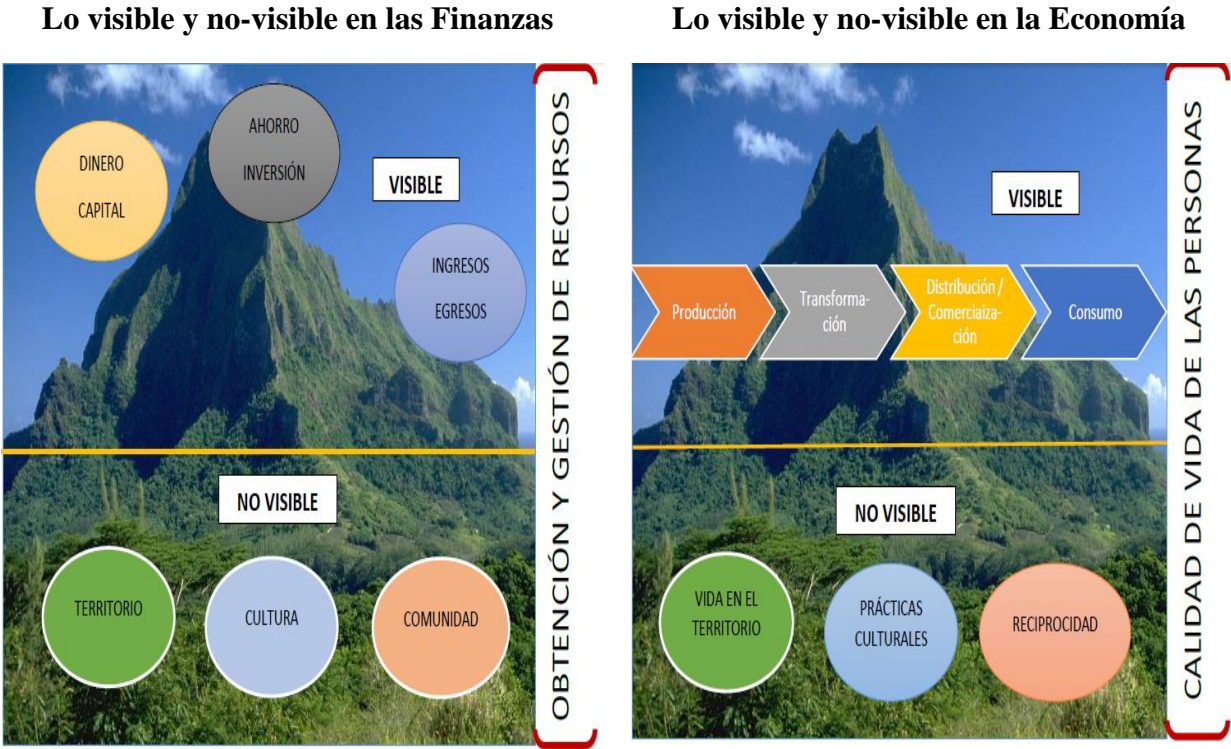 Lo visible y no-visible en las Finanzas
DINERO
CAPITAL
AHORRO
INVERSIÓN
VISIBLE
INGRESOS
EGRESOS
NO VISIBLE
TERRITORIO
CULTURA
COMUNIDAD
OBTENCIÓN Y GESTIÓN DE RECURSOS
Lo visible y no-visible en la Economía
VISIBLE
Producción
Transforma-
ción
Distribución /
Comerciaiza-
ción
Consumo
NO VISIBLE
VIDA EN EL
TERRITORIO
PRÁCTICAS
CULTURALES
RECIPROCIDAD
CALIDAD DE VIDA DE LAS PERSONAS